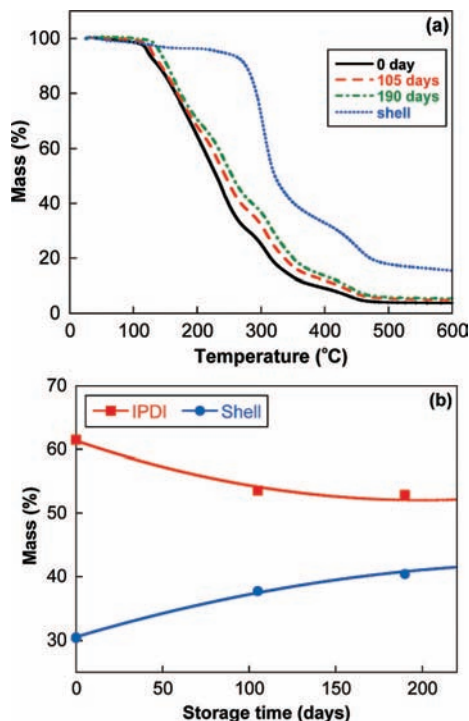 (a)
100
80
60
40
20
0
Mass (%)
0 day
105 days
190 days
shell
0 100 200 300 400 500 600
Temperature (°C)
(b)
70
60
50
40
30
Mass (%)
IPDI Shell
0 50 100 150 200
Storage time (days)